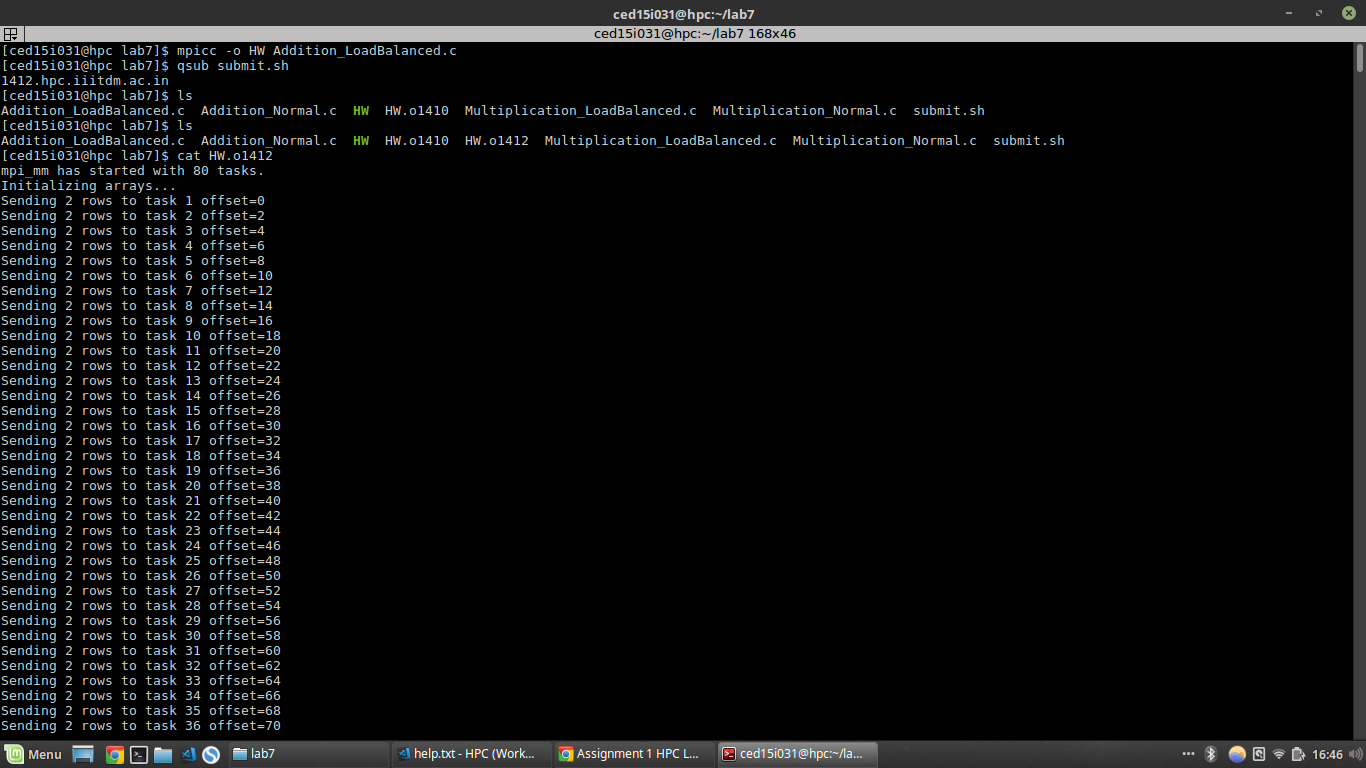 ced15i031@hpc:~/lab7
ced15i031@hpc:~/lab7 168x46
[ced15i031@hpc lab7]$ mpicc -o HW Addition_LoadBalanced.c
[ced15i031@hpc lab7]$ qsub submit.sh
1412.hpc.iiitdm.ac.in
[ced15i031@hpc lab7]$ ls
Addition_LoadBalanced.c  Addition_Normal.c  HW  HW.o1410  Multiplication_LoadBalanced.c  Multiplication_Normal.c  submit.sh
[ced15i031@hpc lab7]$ ls
Addition_LoadBalanced.c  Addition_Normal.c  HW  HW.o1410  HW.o1412  Multiplication_LoadBalanced.c  Multiplication_Normal.c  submit.sh
[ced15i031@hpc lab7]$ cat HW.o1412
mpi_mm has started with 80 tasks.
Initializing arrays...
Sending 2 rows to task 1 offset=0
Sending 2 rows to task 2 offset=2
Sending 2 rows to task 3 offset=4
Sending 2 rows to task 4 offset=6
Sending 2 rows to task 5 offset=8
Sending 2 rows to task 6 offset=10
Sending 2 rows to task 7 offset=12
Sending 2 rows to task 8 offset=14
Sending 2 rows to task 9 offset=16
Sending 2 rows to task 10 offset=18
Sending 2 rows to task 11 offset=20
Sending 2 rows to task 12 offset=22
Sending 2 rows to task 13 offset=24
Sending 2 rows to task 14 offset=26
Sending 2 rows to task 15 offset=28
Sending 2 rows to task 16 offset=30
Sending 2 rows to task 17 offset=32
Sending 2 rows to task 18 offset=34
Sending 2 rows to task 19 offset=36
Sending 2 rows to task 20 offset=38
Sending 2 rows to task 21 offset=40
Sending 2 rows to task 22 offset=42
Sending 2 rows to task 23 offset=44
Sending 2 rows to task 24 offset=46
Sending 2 rows to task 25 offset=48
Sending 2 rows to task 26 offset=50
Sending 2 rows to task 27 offset=52
Sending 2 rows to task 28 offset=54
Sending 2 rows to task 29 offset=56
Sending 2 rows to task 30 offset=58
Sending 2 rows to task 31 offset=60
Sending 2 rows to task 32 offset=62
Sending 2 rows to task 33 offset=64
Sending 2 rows to task 34 offset=66
Sending 2 rows to task 35 offset=68
Sending 2 rows to task 36 offset=70
Menu lab7 help.txt - HPC (Work... Assignment 1 HPC L... ced15i031@hpc:~/la... 16:46